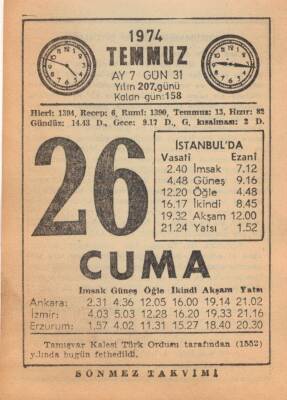 1974
TEMMUZ
AY 7 GÜN 31
Yılın 207, günü
Kalan gün: 158
Hicrî: 1394, Recep: 6, Rumî: 1390, Temmuz: 13, Hızır: 82
Gündüz: 14.43 D., Gece: 9.17 D., G. kısalması: 2 D.
26
İSTANBUL'DA
Vasatî Ezanî
2.40 İmsak 7.12
4.48 Güneş 9.16
12.20 Öğle 4.48
16.17 İkindi 8.45
19.32 Akşam 12.00
21.24 Yatsı 1.52
CUMA
İmsak Güneş Öğle İkindi Akşam Yatsı
Ankara: 2.31 4.36 12.05 16.00 19.14 21.02
İzmir: 4.03 5.03 12.28 16.20 19.33 21.16
Erzurum: 1.57 4.02 11.31 15.27 18.40 20.30
Tamışvar Kalesi Türk Ordusu tarafından (1552)
yılında bugün fethedildi.
SÖNMEZ TAKVİMİ